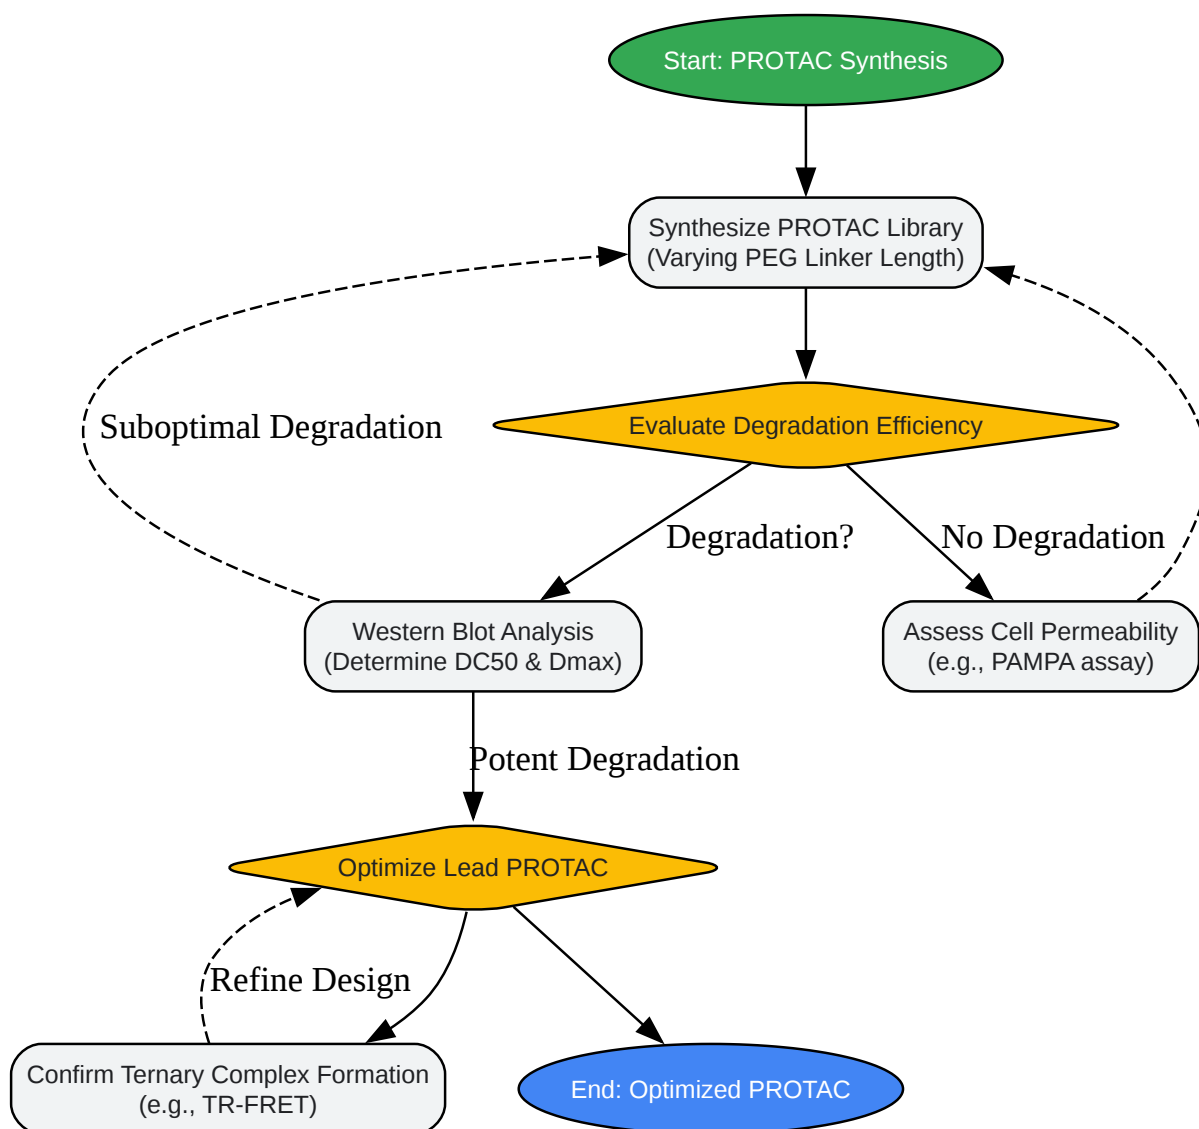 Start: PROTAC Synthesis
Synthesize PROTAC Library
(Varying PEG Linker Length)
Suboptimal Degradation
Evaluate Degradation Efficiency
Degradation?
No Degradation
Western Blot Analysis
(Determine DC50 & Dmax)
Assess Cell Permeability
(e.g., PAMPA assay)
Potent Degradation
Optimize Lead PROTAC
Refine Design
Confirm Ternary Complex Formation
(e.g., TR-FRET)
End: Optimized PROTAC